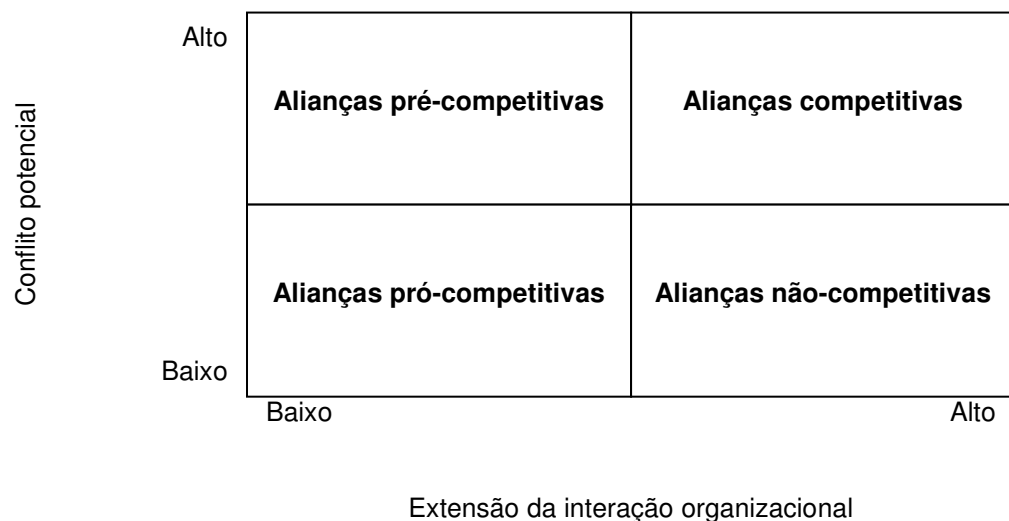 Alto
Conflito potencial
Alianças pré-competitivas
Alianças competitivas
Alianças pró-competitivas
Alianças não-competitivas
Baixo
Baixo
Alto
Extensão da interação organizacional